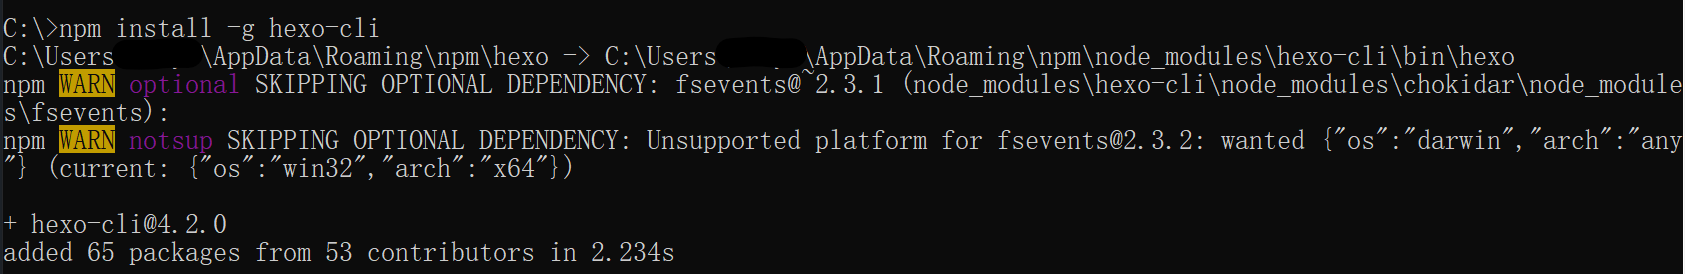 C:\>npm install -g hexo-cli
C:\Users \AppData\Roaming\npm\hexo -> C:\Users \AppData\Roaming\npm\node_modules\hexo-cli\bin\hexo
npm WARN optional SKIPPING OPTIONAL DEPENDENCY: fsevents@~2.3.1 (node_modules\hexo-cli\node_modules\chokidar\node_module
s\fsevents):
npm WARN notsup SKIPPING OPTIONAL DEPENDENCY: Unsupported platform for fsevents@2.3.2: wanted {"os":"darwin","arch":"any
"} (current: {"os":"win32","arch":"x64"})
+ hexo-cli@4.2.0
added 65 packages from 53 contributors in 2.234s